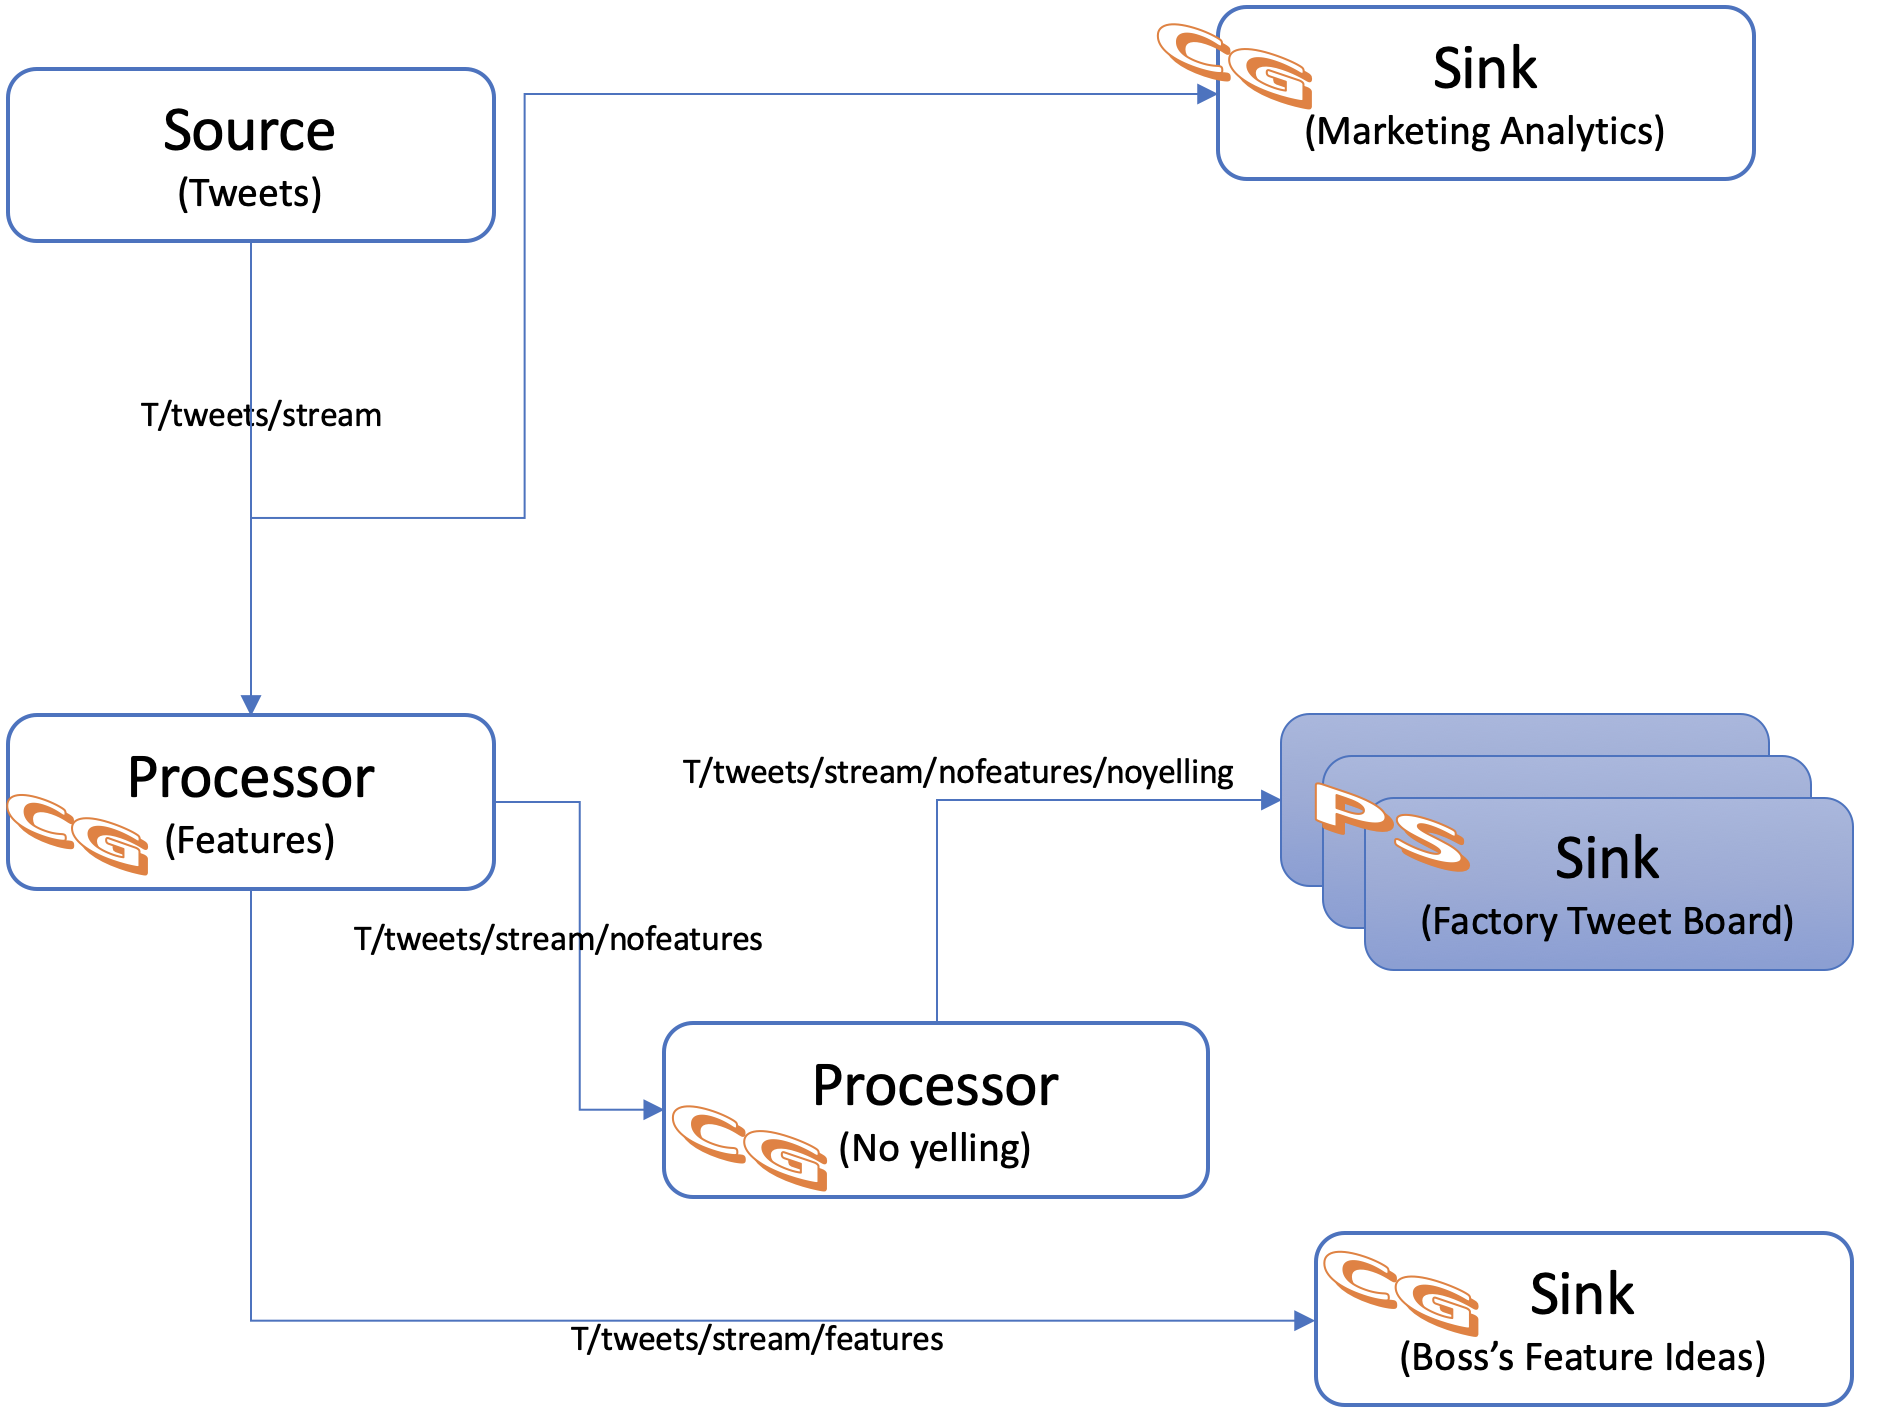 Source
(Tweets)
CG
Sink
(Marketing Analytics)
T/tweets/stream
Processor
(Features)
CG
T/tweets/stream/nofeatures/noyelling
PS
Sink
(Factory Tweet Board)
T/tweets/stream/nofeatures
Processor
(No yelling)
CG
CG
Sink
(Boss’s Feature Ideas)
T/tweets/stream/features